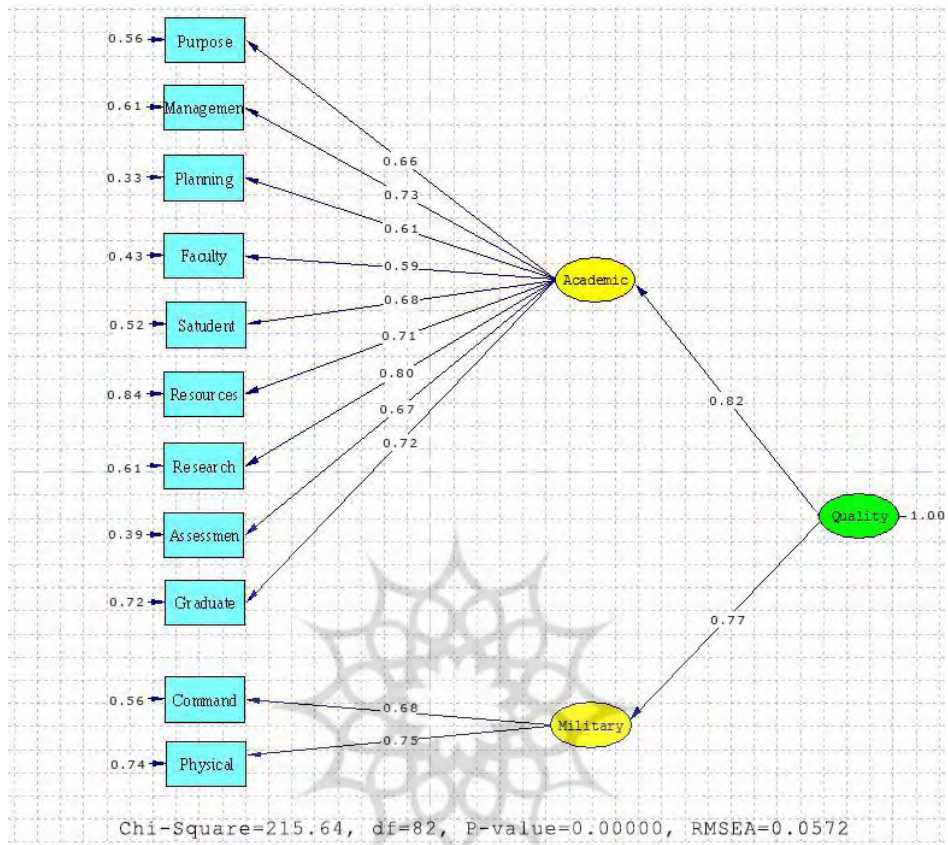 0.56 Purpose
0.61 Managemen
0.33 Planning
0.43 Faculty
0.52 Satudent
0.84 Resources
0.61 Research
0.39 Assessmen
0.72 Graduate
0.56 Command
0.74 Physical
0.66
0.73
0.61
0.59
0.68
0.71
0.80
0.67
0.72
0.68
0.75
Academic
Military
0.82
0.77
Quality 1.00
Chi-Square=215.64, df=82, P-value=0.00000, RMSEA=0.0572